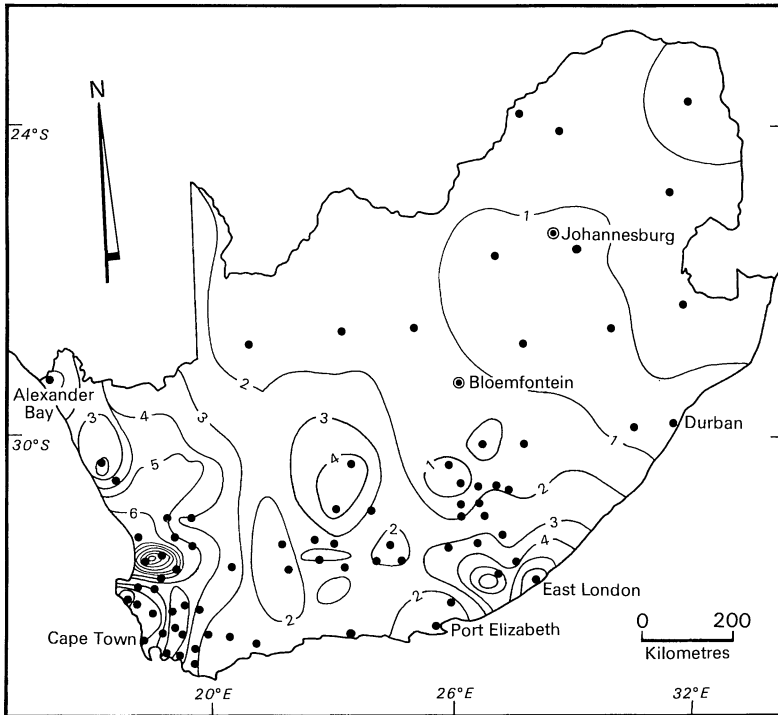 N
24°S
1
Johannesburg
2
Bloemfontein
Alexander
Bay
3
4
3
3
1
Durban
30°S
4
5
1
2
6
2
3
4
East London
2
2
Port Elizabeth
Cape Town
0 200
Kilometres
20°E
26°E
32°E